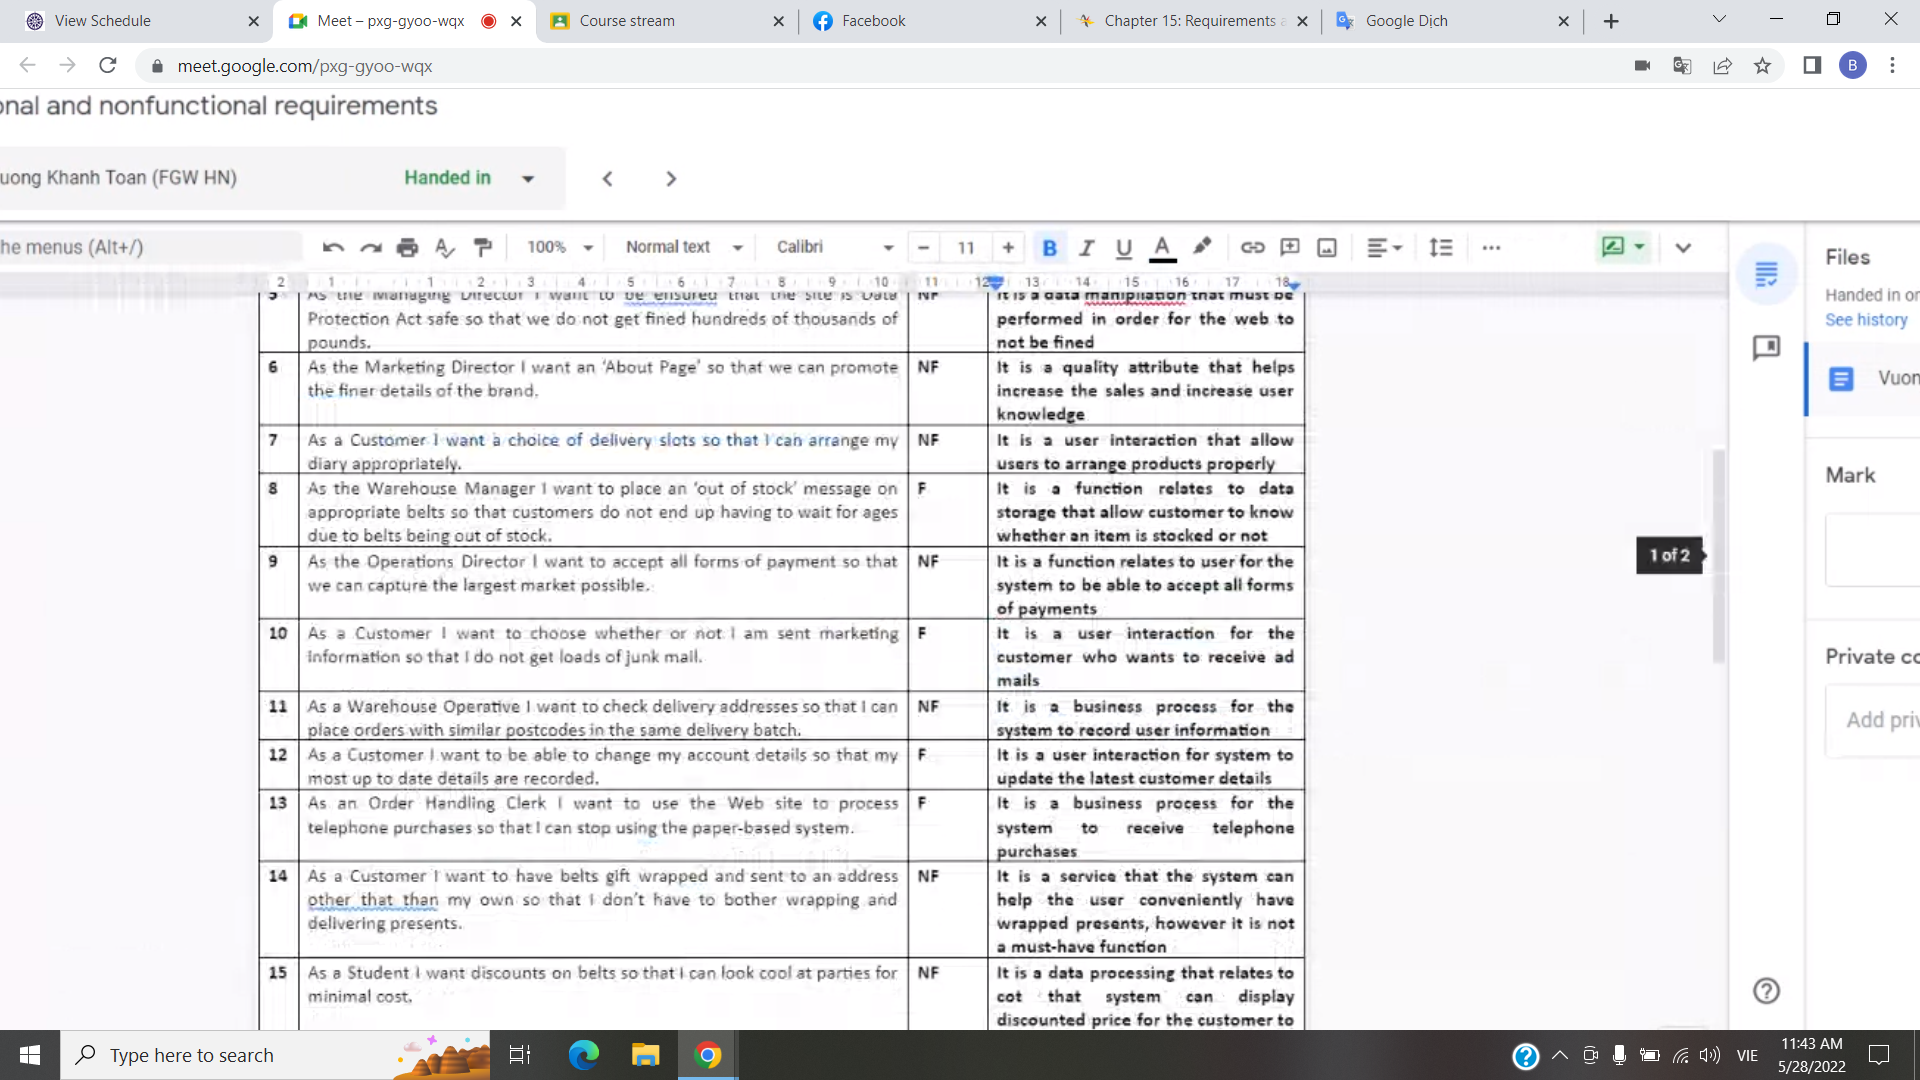 View Schedule
Meet – pxg-gyoo-wqx
Course stream
Facebook
Chapter 15: Requirements a
Google Dịch
meet.google.com/pxg-gyoo-wqx
B
onal and nonfunctional requirements
uong Khanh Toan (FGW HN)
Handed in
he menus (Alt+/)
100%
Normal text
Calibri
11
B I U A
2 1 1 2 3 4 5 6 7 8 9 10 11 12 13 14 15 16 17 18
5 As the Managing Director I want to be ensured that the site is Data NF It is a data manipilation that must be
Protection Act safe so that we do not get fined hundreds of thousands of performed in order for the web to
pounds. not be fined
6 As the Marketing Director I want an ‘About Page’ so that we can promote NF It is a quality attribute that helps
the finer details of the brand. increase the sales and increase user
knowledge
7 As a Customer I want a choice of delivery slots so that I can arrange my NF It is a user interaction that allow
diary appropriately. users to arrange products properly
8 As the Warehouse Manager I want to place an ‘out of stock’ message on F It is a function relates to data
appropriate belts so that customers do not end up having to wait for ages storage that allow customer to know
due to belts being out of stock. whether an item is stocked or not
9 As the Operations Director I want to accept all forms of payment so that NF It is a function relates to user for the
we can capture the largest market possible. system to be able to accept all forms
of payments
10 As a Customer I want to choose whether or not I am sent marketing F It is a user interaction for the
information so that I do not get loads of junk mail. customer who wants to receive ad
mails
11 As a Warehouse Operative I want to check delivery addresses so that I can NF It is a business process for the
place orders with similar postcodes in the same delivery batch. system to record user information
12 As a Customer I want to be able to change my account details so that my F It is a user interaction for system to
most up to date details are recorded. update the latest customer details
13 As an Order Handling Clerk I want to use the Web site to process F It is a business process for the
telephone purchases so that I can stop using the paper-based system. system to receive telephone
purchases
14 As a Customer I want to have belts gift wrapped and sent to an address NF It is a service that the system can
other that than my own so that I don’t have to bother wrapping and help the user conveniently have
delivering presents. wrapped presents, however it is not
a must-have function
15 As a Student I want discounts on belts so that I can look cool at parties for NF It is a data processing that relates to
minimal cost. cot that system can display
discounted price for the customer to
1 of 2
Files
Handed in or
See history
Vuon
Mark
Private co
Add priv
Type here to search
VIE
11:43 AM
5/28/2022